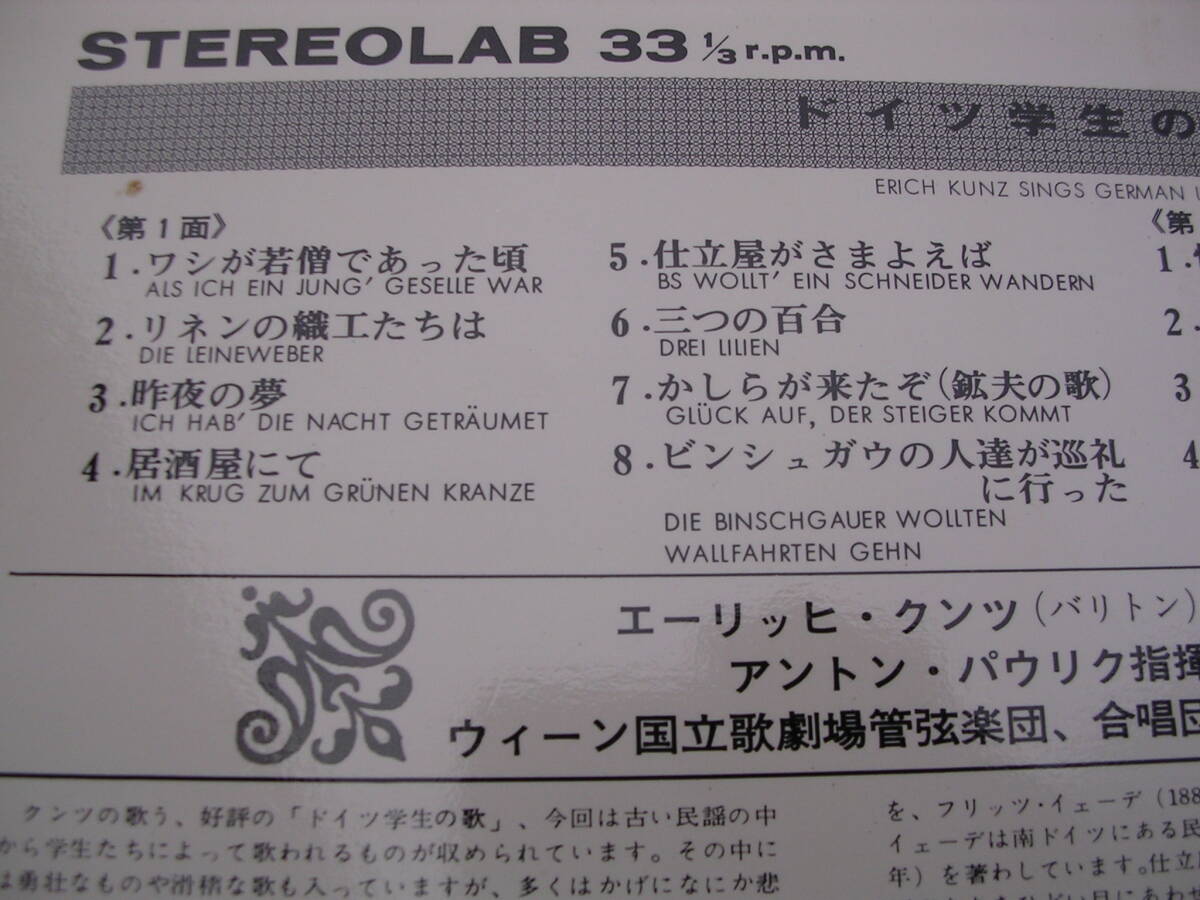 STEREOLAB 33 1/3 r.p.m.
ドイツ学生の
ERICH KUNZ SINGS GERMAN
《第1面》
1.ワシが若僧であった頃
ALS ICH EIN JUNG' GESELLE WAR
2.リネンの織工たちは
DIE LEINEWEBER
3.昨夜の夢
ICH HAB' DIE NACHT GETRÄUMET
4.居酒屋にて
IM KRUG ZUM GRÜNEN KRANZE
5.仕立屋がさまよえば
BS WOLLT' EIN SCHNEIDER WANDERN
6.三つの百合
DREI LILIEN
7.かしらが来たぞ(鉱夫の歌)
GLÜCK AUF, DER STEIGER KOMMT
8.ビンシュガウの人達が巡礼
に行った
DIE BINSCHGAUER WOLLTEN
WALLFAHRTEN GEHN
《第
1.
2.
3
4
エーリッヒ・クンツ(バリトン)
アントン・パウリク指揮
ウィーン国立歌劇場管弦楽団、合唱団
クンツの歌う、好評の「ドイツ学生の歌」、今回は古い民謡の中
から学生たちによって歌われるものが収められています。その中に
は勇壮なものや滑稽な歌も入っていますが、多くはかげになにか悲
を、フリッツ・イェーデ(188
イェーデは南ドイツにある民
年)を著わしています。仕立